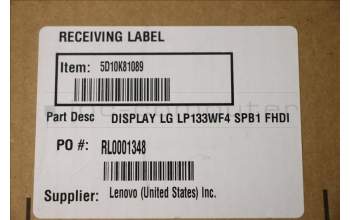 RECEIVING LABEL
Item: 5D10K81089
Part Desc DISPLAY LG LP133WF4 SPB1 FHDI
PO #: RL0001348
Supplier: Lenovo (United States) Inc.